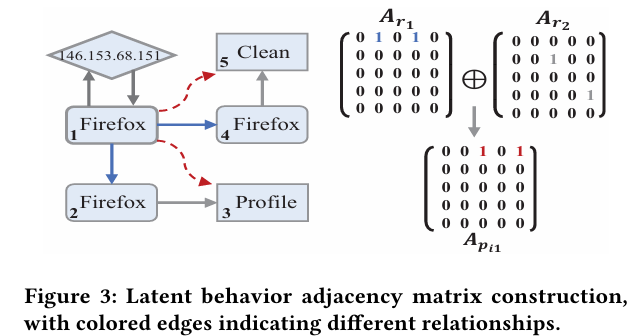 146.153.68.151
5 Clean
1 Firefox
4 Firefox
2 Firefox
3 Profile
A_{r_1}
0 1 0 1 0
0 0 0 0 0
0 0 0 0 0
0 0 0 0 0
0 0 0 0 0
⊕
A_{r_2}
0 0 0 0 0
0 0 1 0 0
0 0 0 0 0
0 0 0 0 1
0 0 0 0 0
0 0 1 0 1
0 0 0 0 0
0 0 0 0 0
0 0 0 0 0
0 0 0 0 0
A_{p_{i1}}
Figure 3: Latent behavior adjacency matrix construction,
with colored edges indicating different relationships.